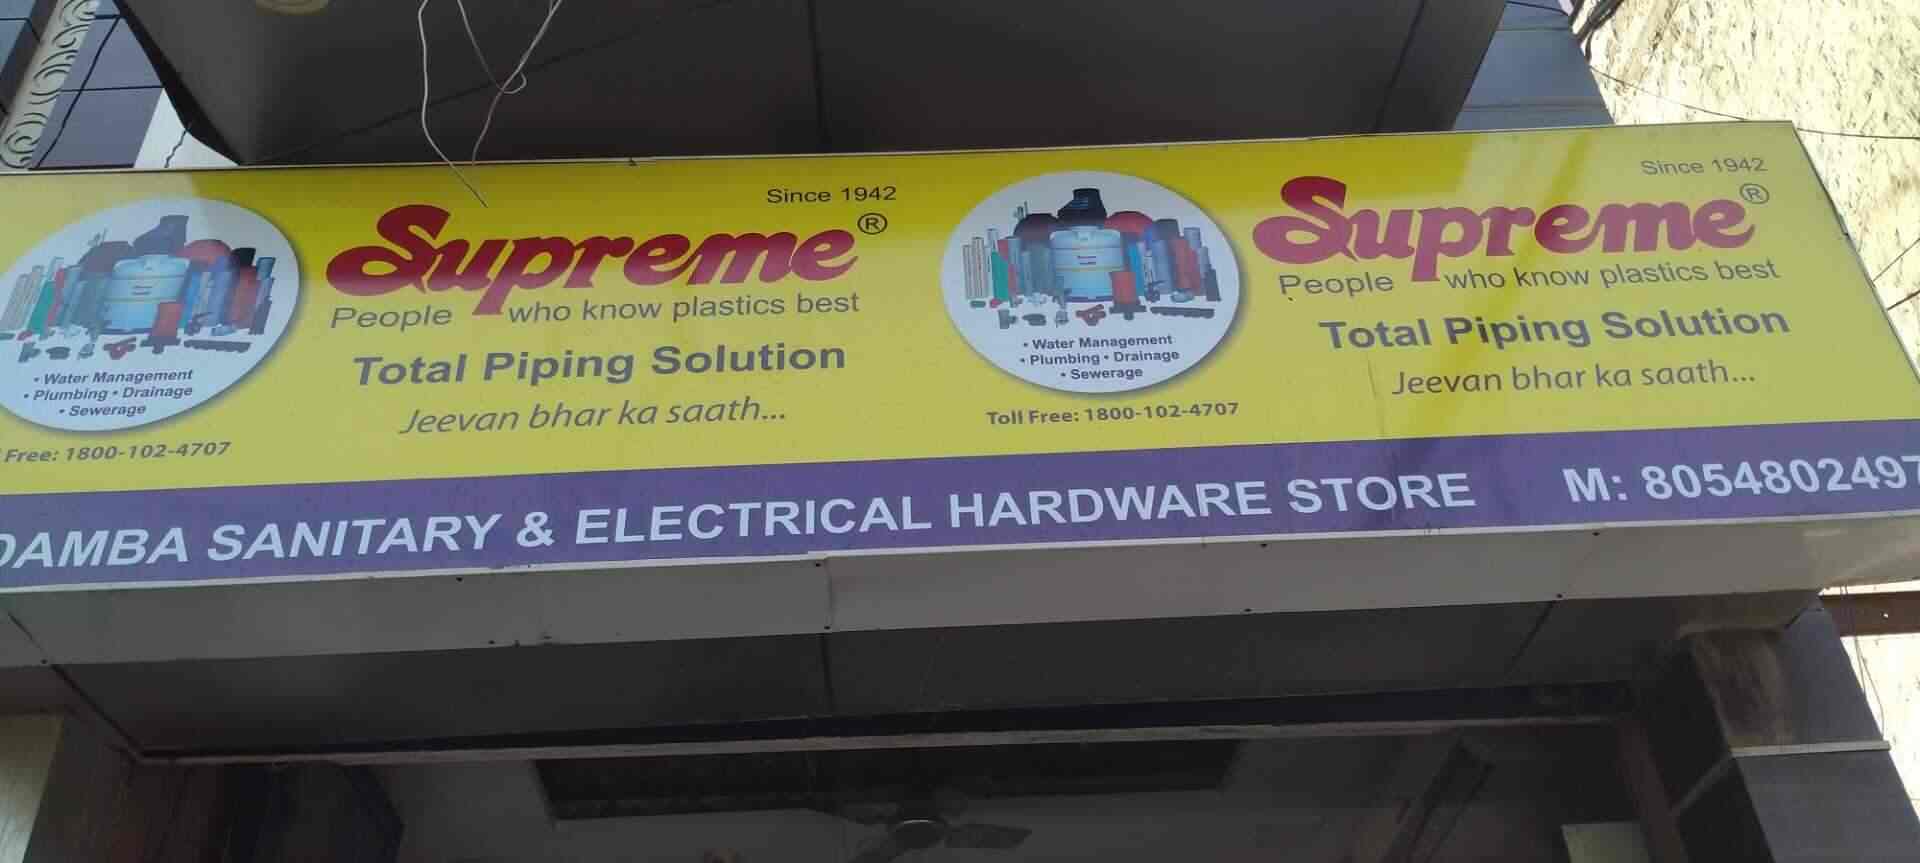 Since 1942
Supreme®
People who know plastics best
Total Piping Solution
Jeevan bhar ka saath...
• Water Management
• Plumbing • Drainage
• Sewerage
Free: 1800-102-4707
Since 1942
Supreme®
People who know plastics best
Total Piping Solution
Jeevan bhar ka saath...
• Water Management
• Plumbing • Drainage
• Sewerage
Toll Free: 1800-102-4707
DAMBA SANITARY & ELECTRICAL HARDWARE STORE M: 8054802497